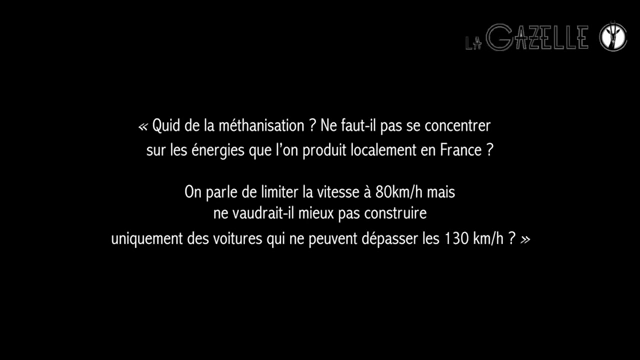 LA GAZELLE
« Quid de la méthanisation ? Ne faut-il pas se concentrer
sur les énergies que l'on produit localement en France ?
On parle de limiter la vitesse à 80km/h mais
ne vaudrait-il mieux pas construire
uniquement des voitures qui ne peuvent dépasser les 130 km/h ? »